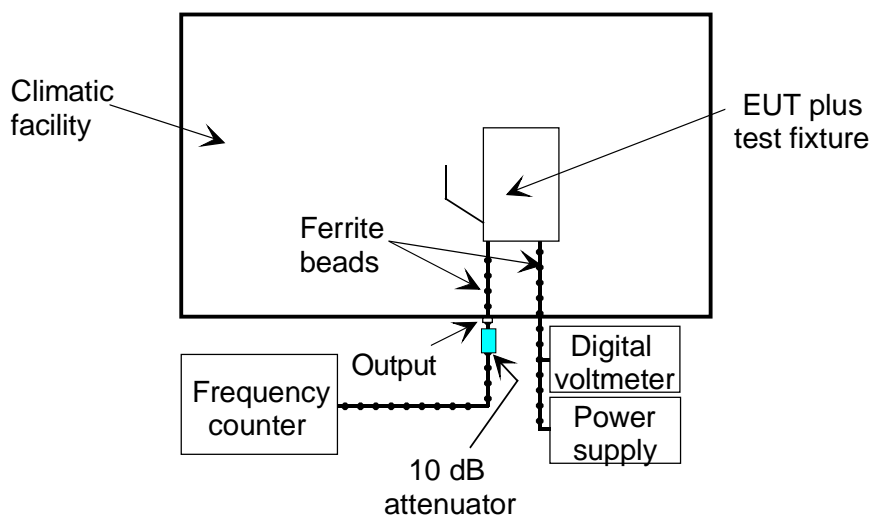 Climatic
facility
EUT plus
test fixture
Ferrite
beads
Output
Digital
voltmeter
Frequency
counter
Power
supply
10 dB
attenuator